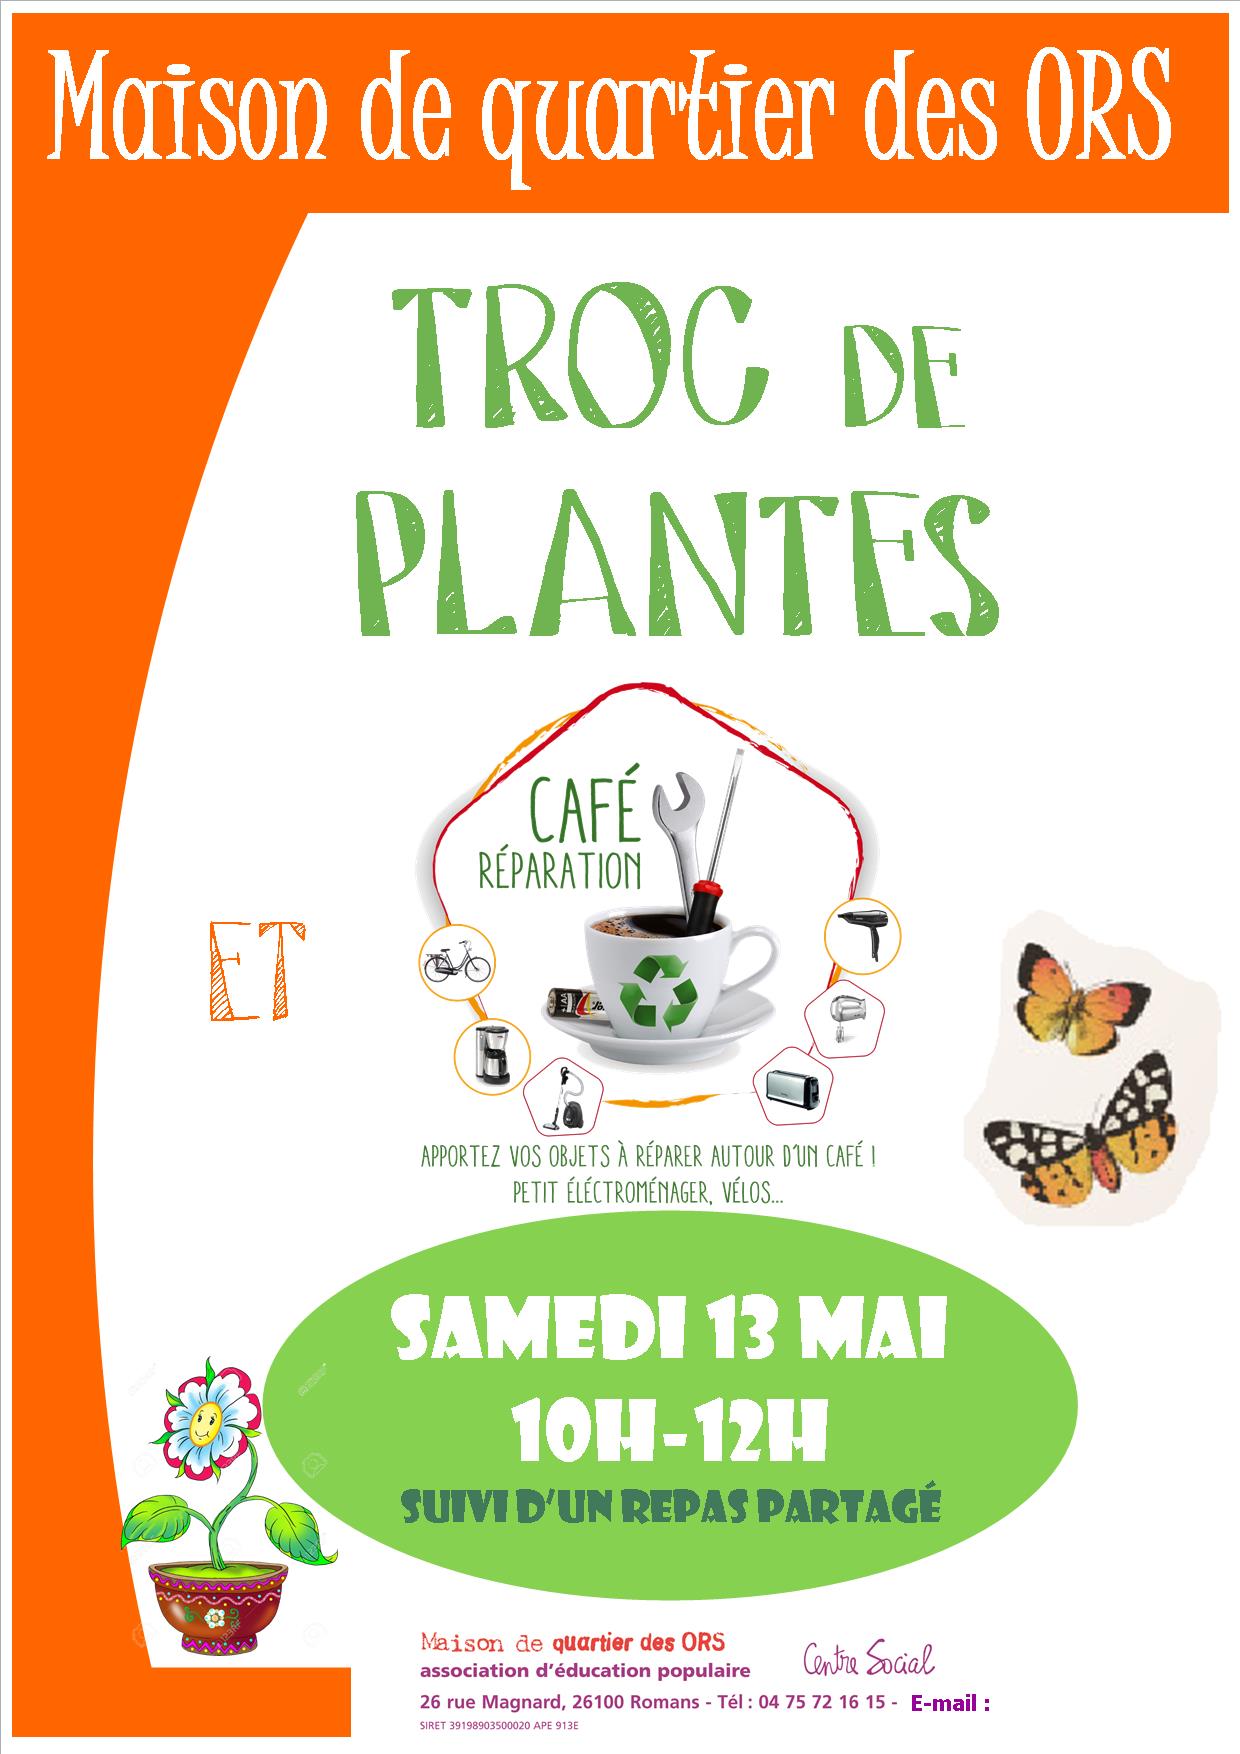 Maison de quartier des ORS
TROC DE
PLANTES
CAFÉ
RÉPARATION
ET
APPORTEZ VOS OBJETS À RÉPARER AUTOUR D'UN CAFÉ !
PETIT ÉLÉCTROMÉNAGER, VÉLOS...
SAMEDI 13 MAI
10H-12H
SUIVI D'UN REPAS PARTAGÉ
Maison de quartier des ORS
Centre Social
association d'éducation populaire
26 rue Magnard, 26100 Romans - Tél : 04 75 72 16 15 - E-mail :
SIRET 39198903500020 APE 913E